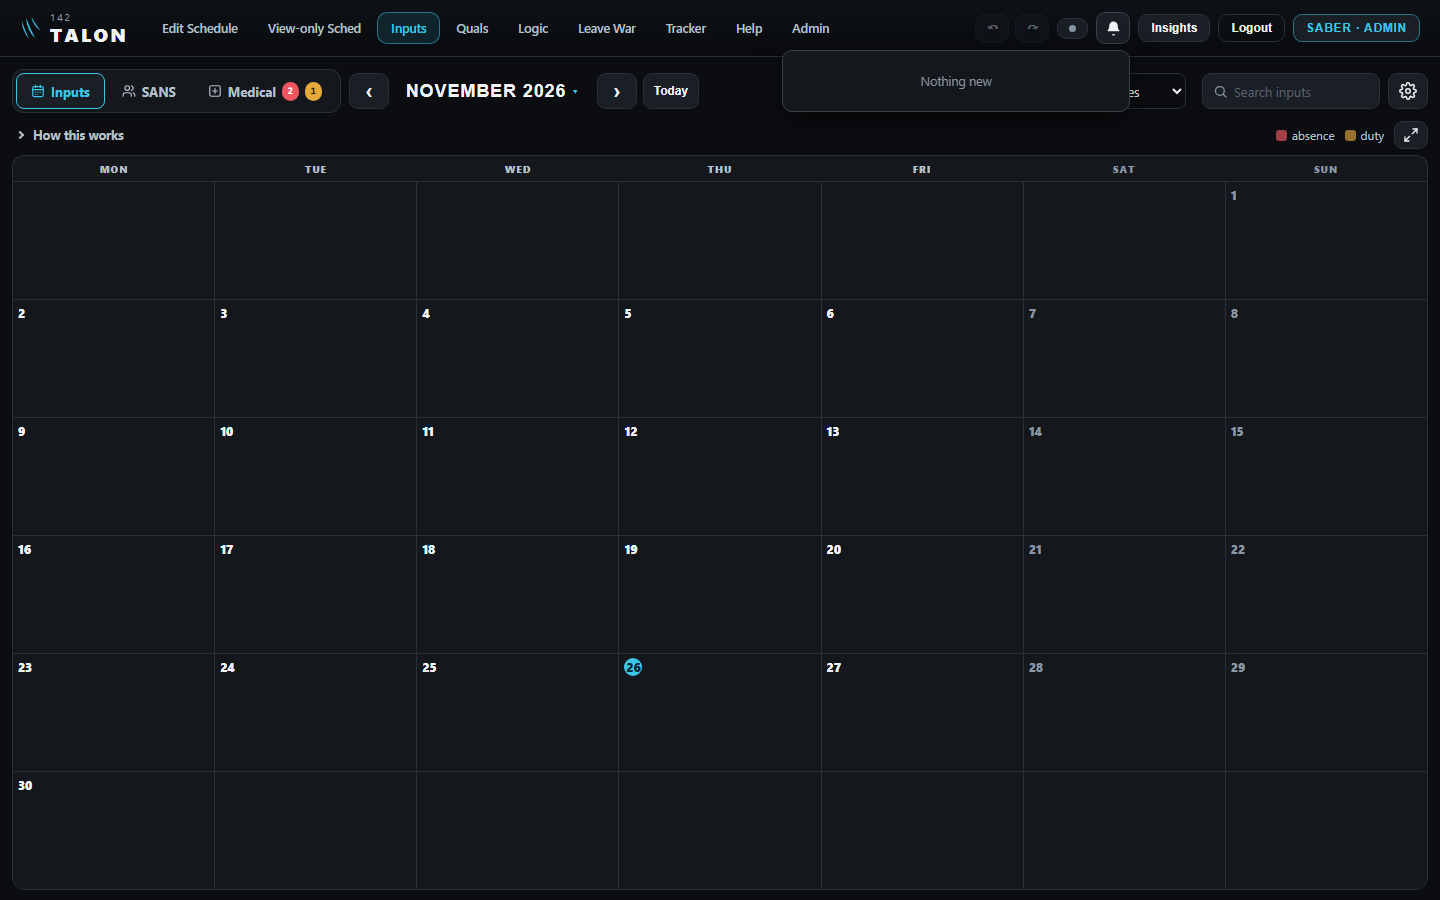 142
TALON
Edit Schedule
View-only Sched
Inputs
Quals
Logic
Leave War
Tracker
Help
Admin
Insights
Logout
SABER · ADMIN
Inputs
SANS
Medical 2 1
‹
NOVEMBER 2026
›
Today
Nothing new
es
Search inputs
How this works
absence
duty
MON TUE WED THU FRI SAT SUN
1
2 3 4 5 6 7 8
9 10 11 12 13 14 15
16 17 18 19 20 21 22
23 24 25 26 27 28 29
30